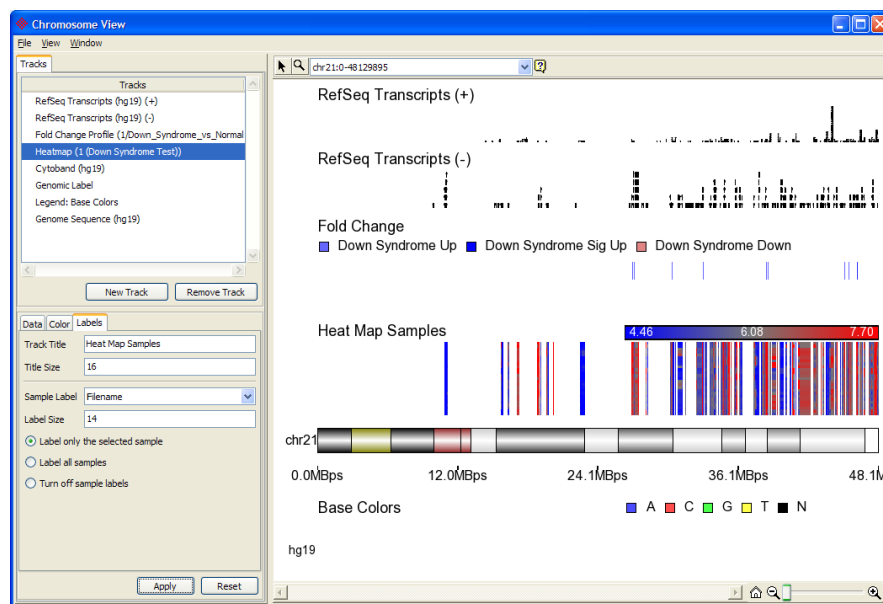 Chromosome View
File View Window
Tracks
Tracks
RefSeq Transcripts (hg19) (+)
RefSeq Transcripts (hg19) (-)
Fold Change Profile (1/Down_Syndrome_vs_Normal
Heatmap (1 (Down Syndrome Test))
Cytoband (hg19)
Genomic Label
Legend: Base Colors
Genome Sequence (hg19)
New Track Remove Track
Data Color Labels
Track Title Heat Map Samples
Title Size 16
Sample Label Filename
Label Size 14
Label only the selected sample
Label all samples
Turn off sample labels
Apply Reset
chr21:0-48129895
RefSeq Transcripts (+)
RefSeq Transcripts (-)
Fold Change
Down Syndrome Up Down Syndrome Sig Up Down Syndrome Down
Heat Map Samples 4.46 6.08 7.70
chr21
0.0MBps 12.0MBps 24.1MBps 36.1MBps 48.1M
Base Colors A C G T N
hg19